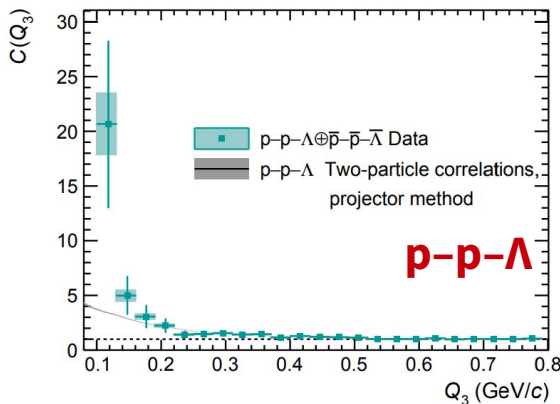 C(Q₃)
30
25
20
15
10
5
0
p–p–Λ⊕p̅–p̅–Λ̅ Data
p–p–Λ Two-particle correlations,
projector method
p–p–Λ
0.1 0.2 0.3 0.4 0.5 0.6 0.7 0.8
Q₃ (GeV/c)